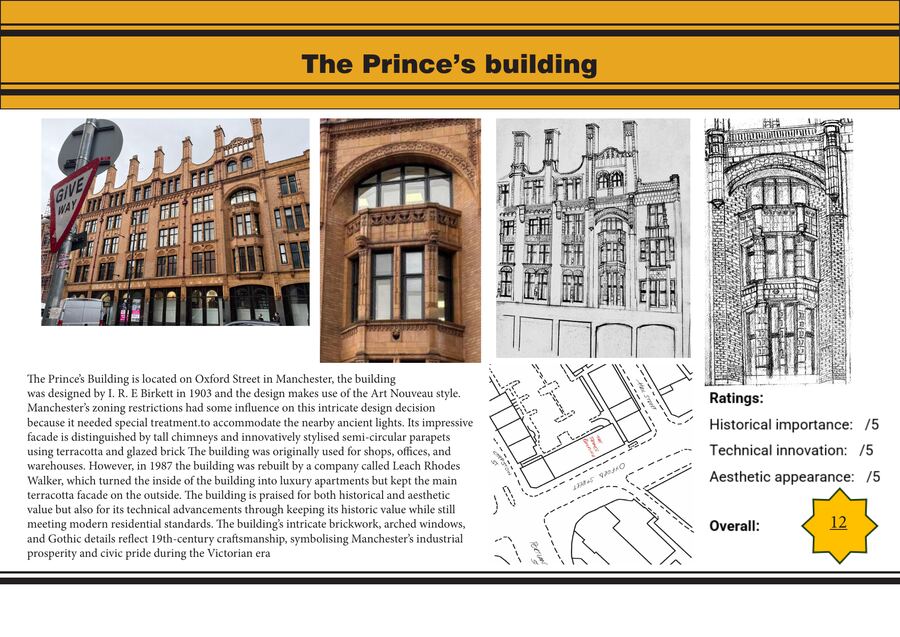 The Prince's building
GIVE
WAY
The Prince's Building is located on Oxford Street in Manchester, the building
was designed by I. R. E Birkett in 1903 and the design makes use of the Art Nouveau style.
Manchester's zoning restrictions had some influence on this intricate design decision
because it needed special treatment.to accommodate the nearby ancient lights. Its impressive
facade is distinguished by tall chimneys and innovatively stylised semi-circular parapets
using terracotta and glazed brick The building was originally used for shops, offices, and
warehouses. However, in 1987 the building was rebuilt by a company called Leach Rhodes
Walker, which turned the inside of the building into luxury apartments but kept the main
terracotta facade on the outside. The building is praised for both historical and aesthetic
value but also for its technical advancements through keeping its historic value while still
meeting modern residential standards. The building's intricate brickwork, arched windows,
and Gothic details reflect 19th-century craftsmanship, symbolising Manchester's industrial
prosperity and civic pride during the Victorian era
OXFORD STREET
Ratings:
Historical importance: /5
Technical innovation: /5
Aesthetic appearance: /5
Overall:
12